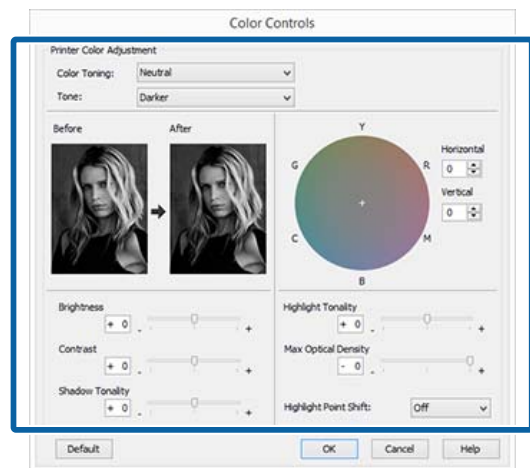 Color Controls
Printer Color Adjustment
Color Toning: Neutral
Tone: Darker
Before After
Y
G R
C M
B
Horizontal
0
Vertical
0
Brightness
+ 0 - +
Contrast
+ 0 - +
Shadow Tonality
+ 0 - +
Highlight Tonality
+ 0 - +
Max Optical Density
- 0 - +
Highlight Point Shift: Off
Default OK Cancel Help